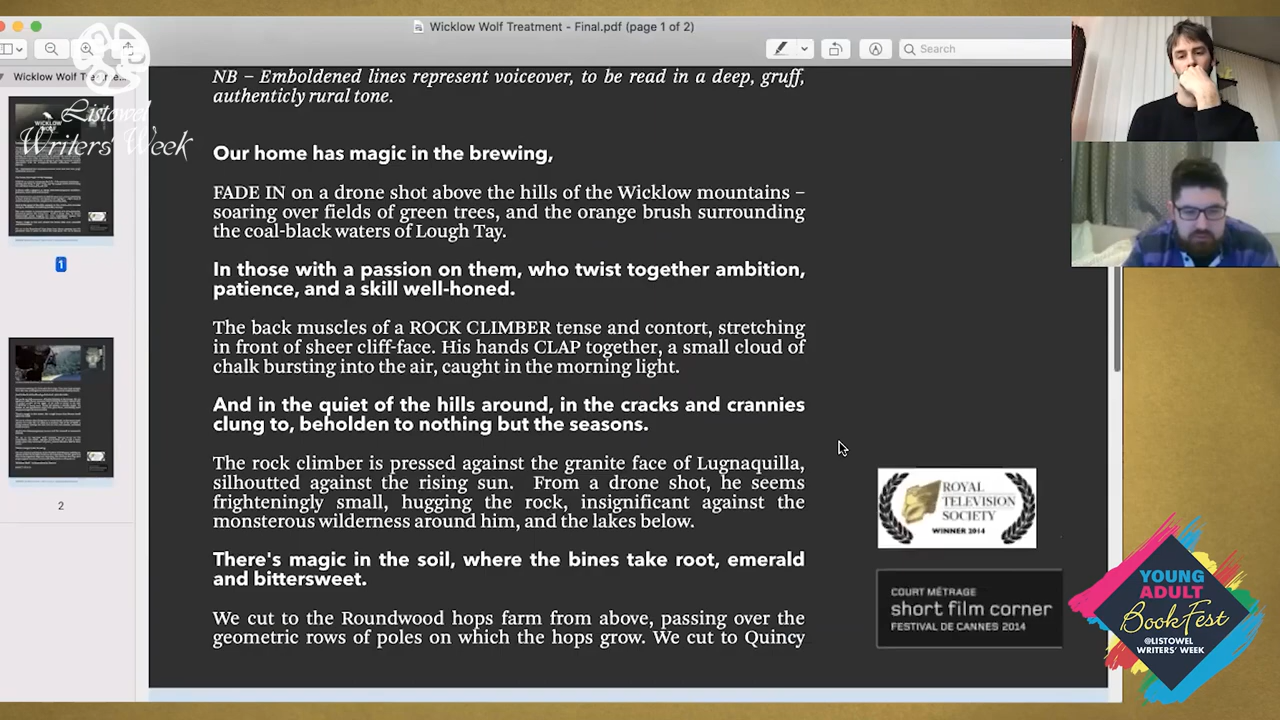 Wicklow Wolf Treatment - Final.pdf (page 1 of 2)
Search
Wicklow Wolf Tre
Listowel
Writers' Week
WICKLOW
WOLF
1
2
NB – Emboldened lines represent voiceover, to be read in a deep, gruff,
authenticly rural tone.
Our home has magic in the brewing,
FADE IN on a drone shot above the hills of the Wicklow mountains –
soaring over fields of green trees, and the orange brush surrounding
the coal-black waters of Lough Tay.
In those with a passion on them, who twist together ambition,
patience, and a skill well-honed.
The back muscles of a ROCK CLIMBER tense and contort, stretching
in front of sheer cliff-face. His hands CLAP together, a small cloud of
chalk bursting into the air, caught in the morning light.
And in the quiet of the hills around, in the cracks and crannies
clung to, beholden to nothing but the seasons.
The rock climber is pressed against the granite face of Lugnaquilla,
silhoutted against the rising sun. From a drone shot, he seems
frighteningly small, hugging the rock, insignificant against the
monsterous wilderness around him, and the lakes below.
There's magic in the soil, where the bines take root, emerald
and bittersweet.
We cut to the Roundwood hops farm from above, passing over the
geometric rows of poles on which the hops grow. We cut to Quincy
ROYAL
TELEVISION
SOCIETY
WINNER 2014
COURT MÉTRAGE
short film corner
FESTIVAL DE CANNES 2014
YOUNG
ADULT
BookFest
@LISTOWEL
WRITERS' WEEK